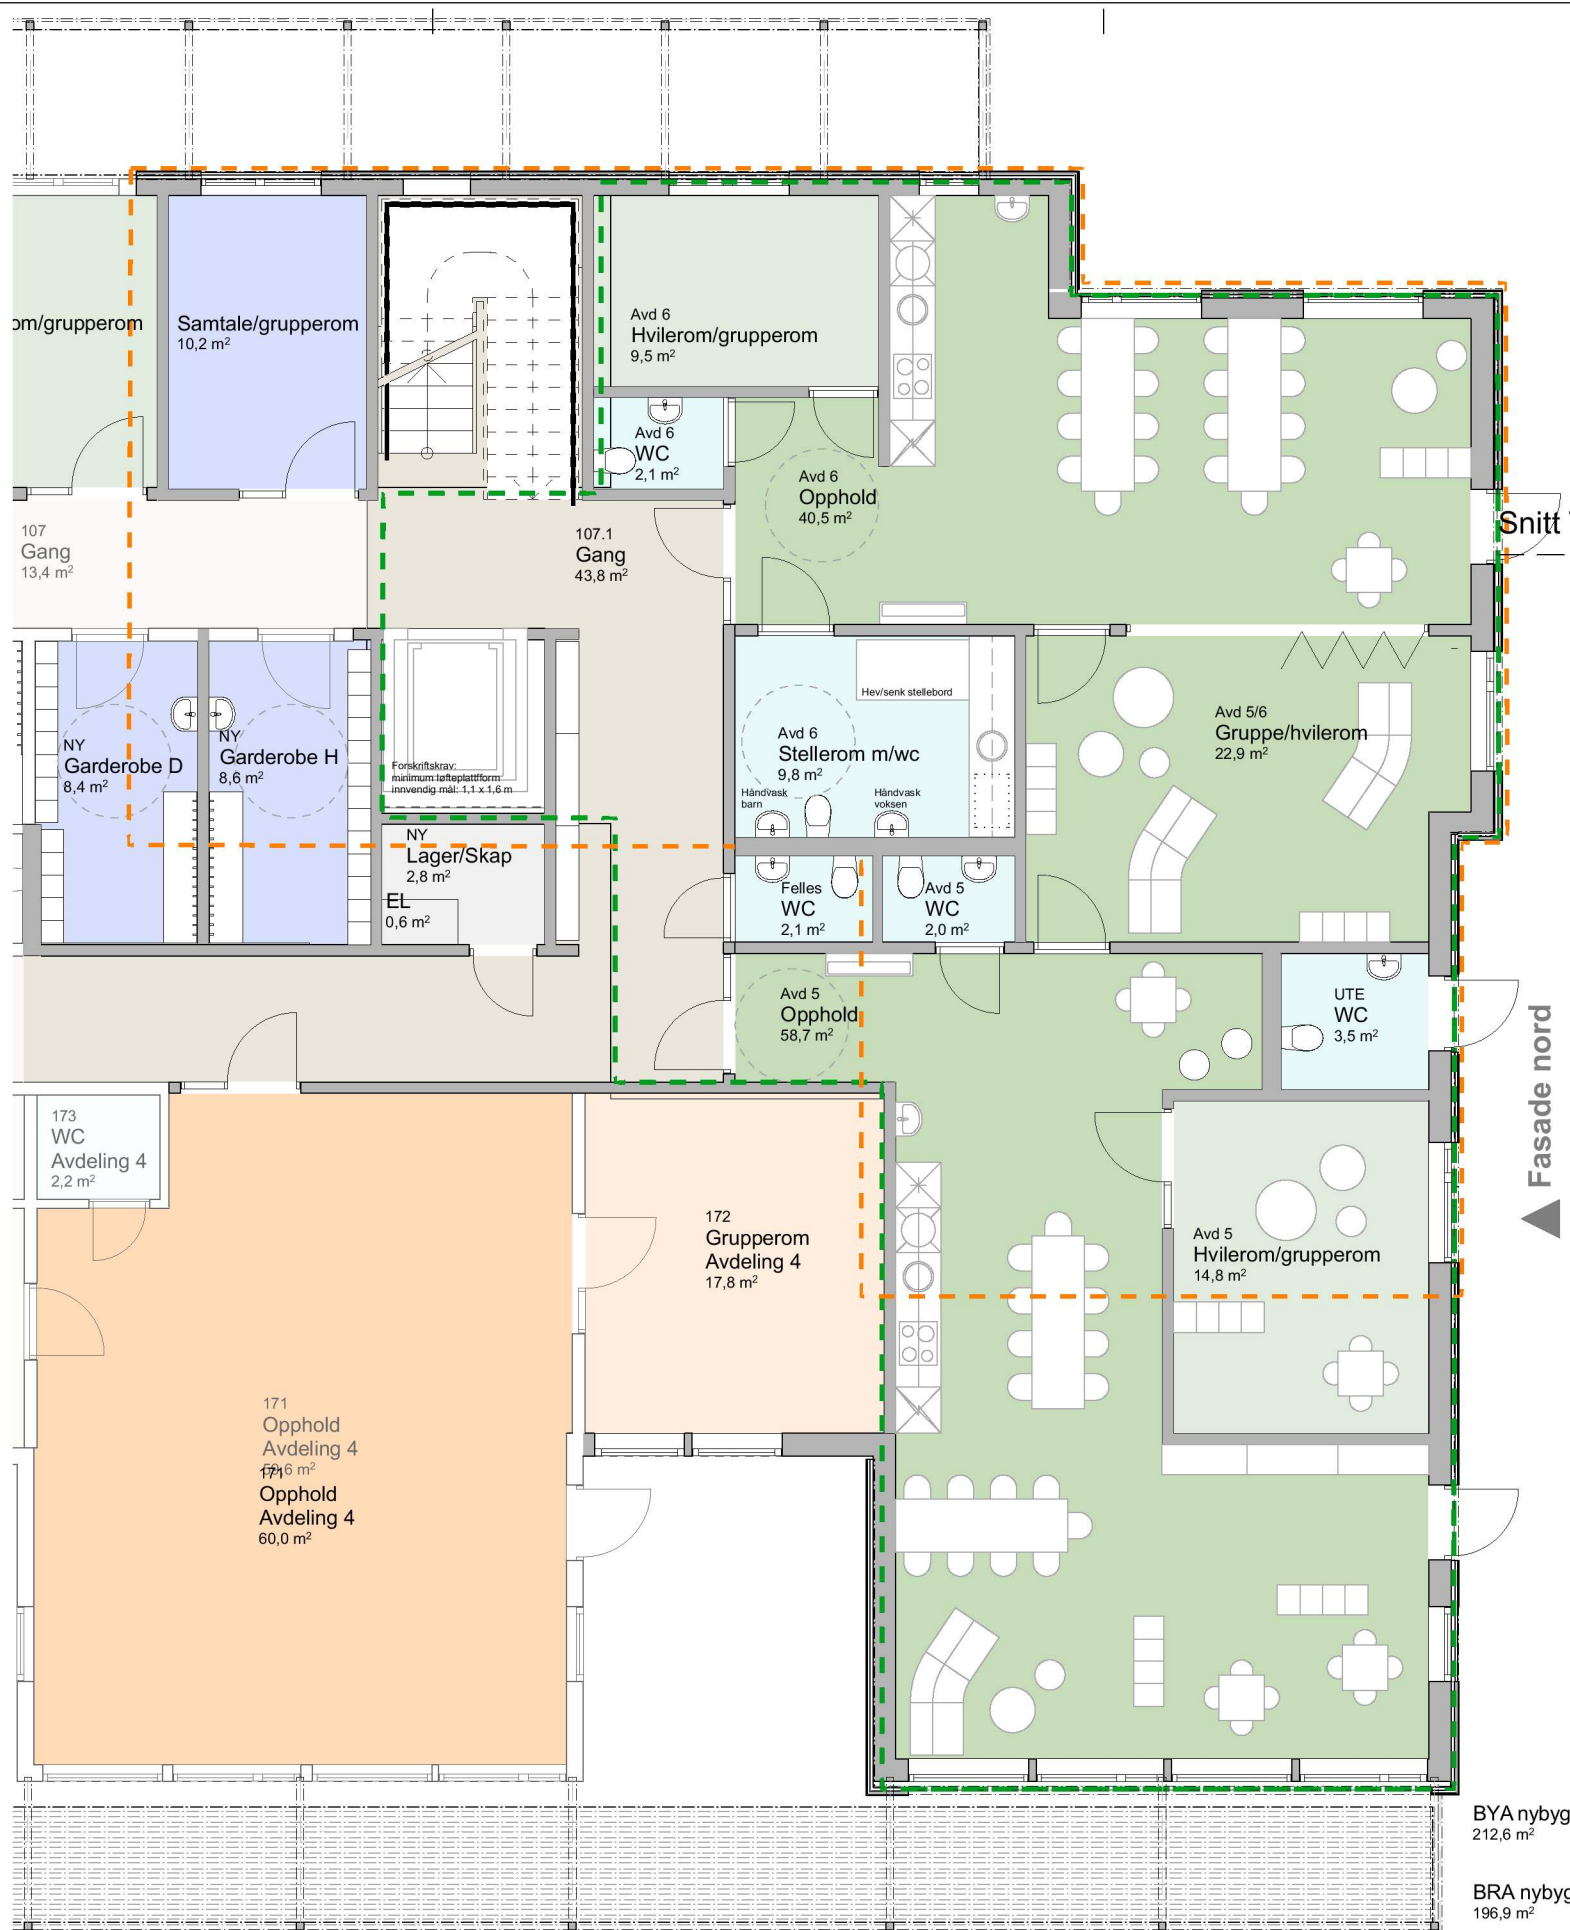 om/grupperom
Samtale/grupperom
10,2 m²
Avd 6
Hvilerom/grupperom
9,5 m²
Avd 6
WC
2,1 m²
Avd 6
Opphold
40,5 m²
Snitt
107
Gang
13,4 m²
107.1
Gang
43,8 m²
NY
Garderobe D
8,4 m²
NY
Garderobe H
8,6 m²
Forskriftskrav:
minimum løfteplattform
innvendig mål: 1,1 x 1,6 m
Hev/senk stellebord
Avd 6
Stellerom m/wc
9,8 m²
Håndvask
barn
Håndvask
voksen
Avd 5/6
Gruppe/hvilerom
22,9 m²
NY
Lager/Skap
2,8 m²
EL
0,6 m²
Felles
WC
2,1 m²
Avd 5
WC
2,0 m²
Avd 5
Opphold
58,7 m²
UTE
WC
3,5 m²
Fasade nord
173
WC
Avdeling 4
2,2 m²
172
Grupperom
Avdeling 4
17,8 m²
Avd 5
Hvilerom/grupperom
14,8 m²
171
Opphold
Avdeling 4
59,6 m²
171
Opphold
Avdeling 4
60,0 m²
BYA nybyg
212,6 m²
BRA nybyg
196,9 m²